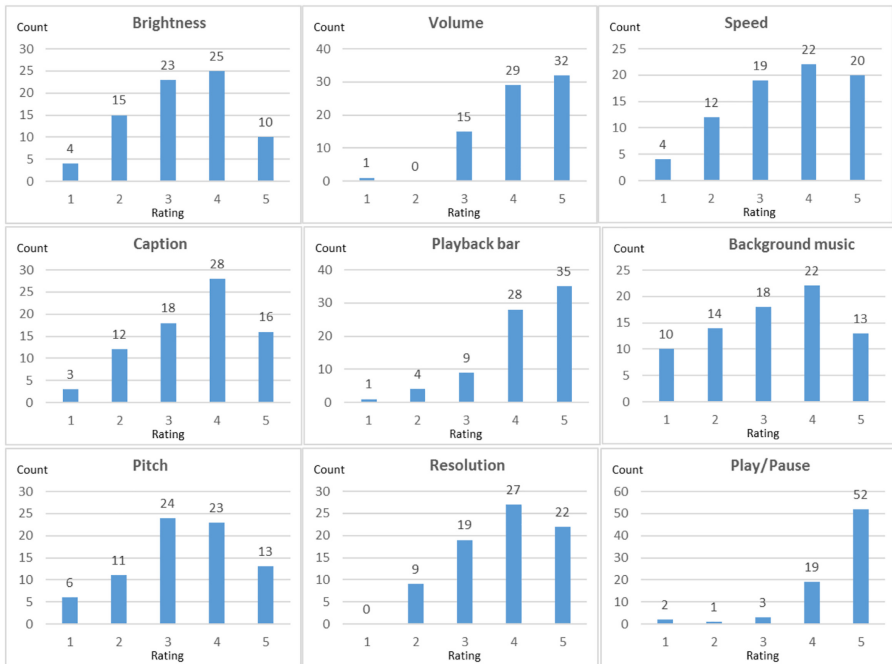 Brightness
Count
30
25
20
15
10
5
0
4
15
23
25
10
1 2 3 4 5
Rating
Volume
Count
40
30
20
10
0
1
0
15
29
32
1 2 3 4 5
Rating
Speed
Count
25
20
15
10
5
0
4
12
19
22
20
1 2 3 4 5
Rating
Caption
Count
30
25
20
15
10
5
0
3
12
18
28
16
1 2 3 4 5
Rating
Playback bar
Count
40
30
20
10
0
1
4
9
28
35
1 2 3 4 5
Rating
Background music
Count
25
20
15
10
5
0
10
14
18
22
13
1 2 3 4 5
Rating
Pitch
Count
30
25
20
15
10
5
0
6
11
24
23
13
1 2 3 4 5
Rating
Resolution
Count
30
25
20
15
10
5
0
0
9
19
27
22
1 2 3 4 5
Rating
Play/Pause
Count
60
50
40
30
20
10
0
2
1
3
19
52
1 2 3 4 5
Rating